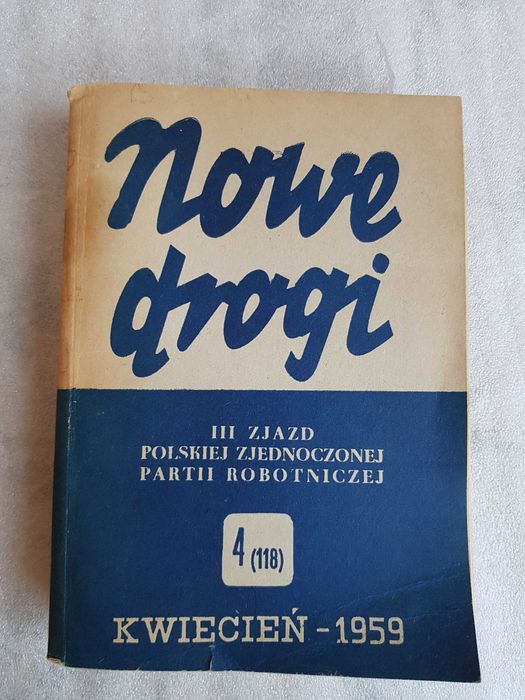 Nowe
drogi
III ZJAZD
POLSKIEJ ZJEDNOCZONEJ
PARTII ROBOTNICZEJ
4 (118)
KWIECIEŃ - 1959